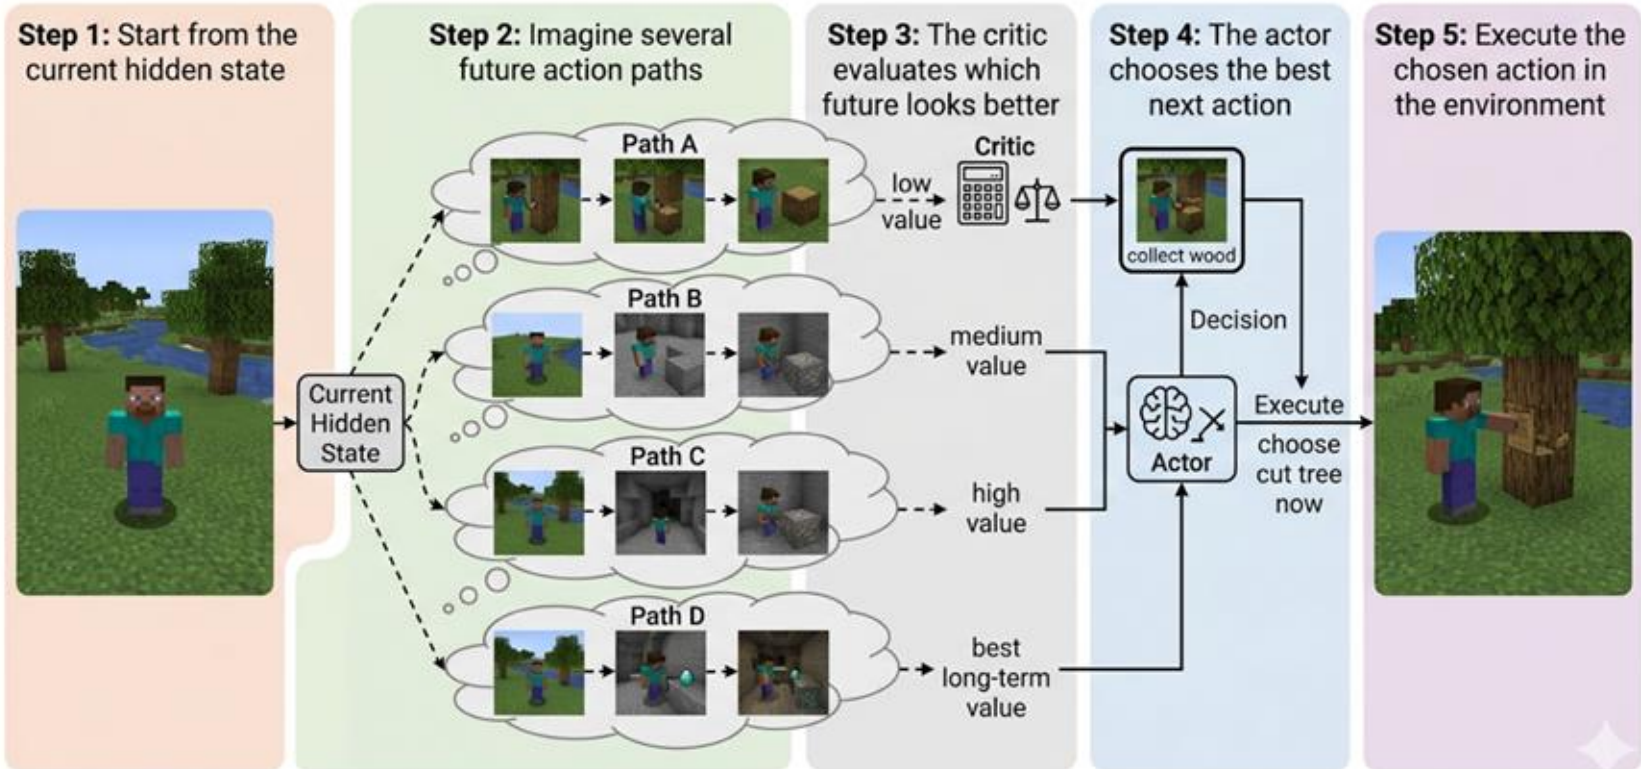 Step 1: Start from the
current hidden state
Step 2: Imagine several
future action paths
Step 3: The critic
evaluates which
future looks better
Step 4: The actor
chooses the best
next action
Step 5: Execute the
chosen action in
the environment
Current
Hidden
State
Path A
low
value
Critic
collect wood
Path B
medium
value
Decision
Path C
high
value
Actor
Execute
choose
cut tree
now
Path D
best
long-term
value